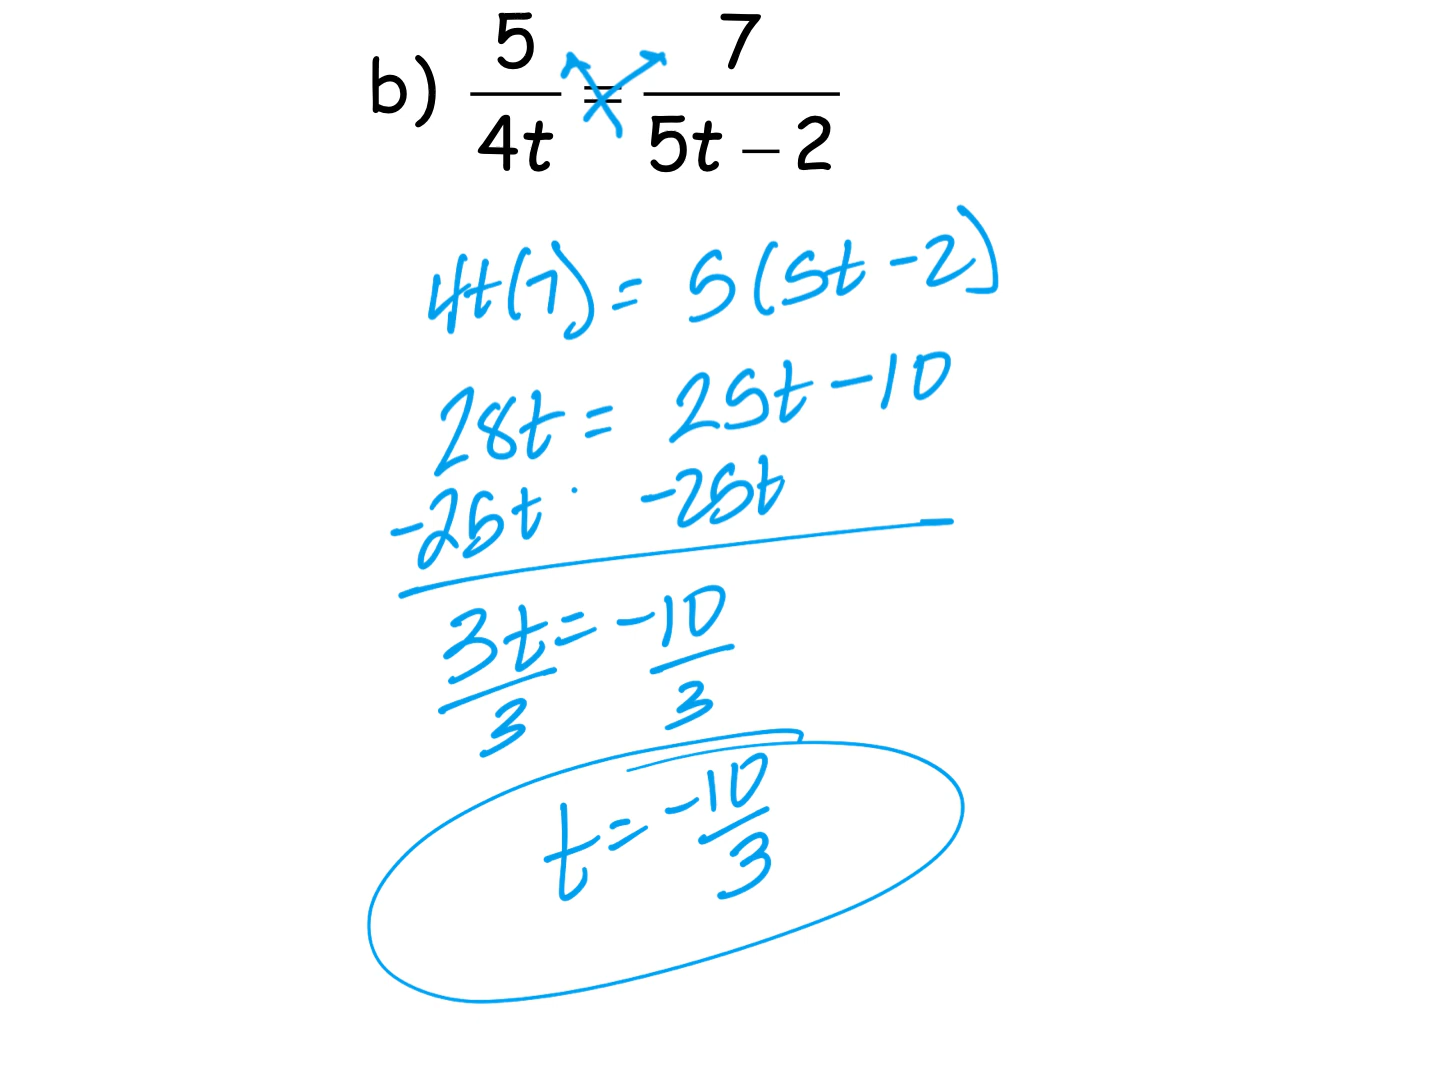 b) 5/4t = 7/(5t – 2)
4t(7) = 5(5t - 2)
28t = 25t - 10
-25t -25t
3t/3 = -10/3
t = -10/3